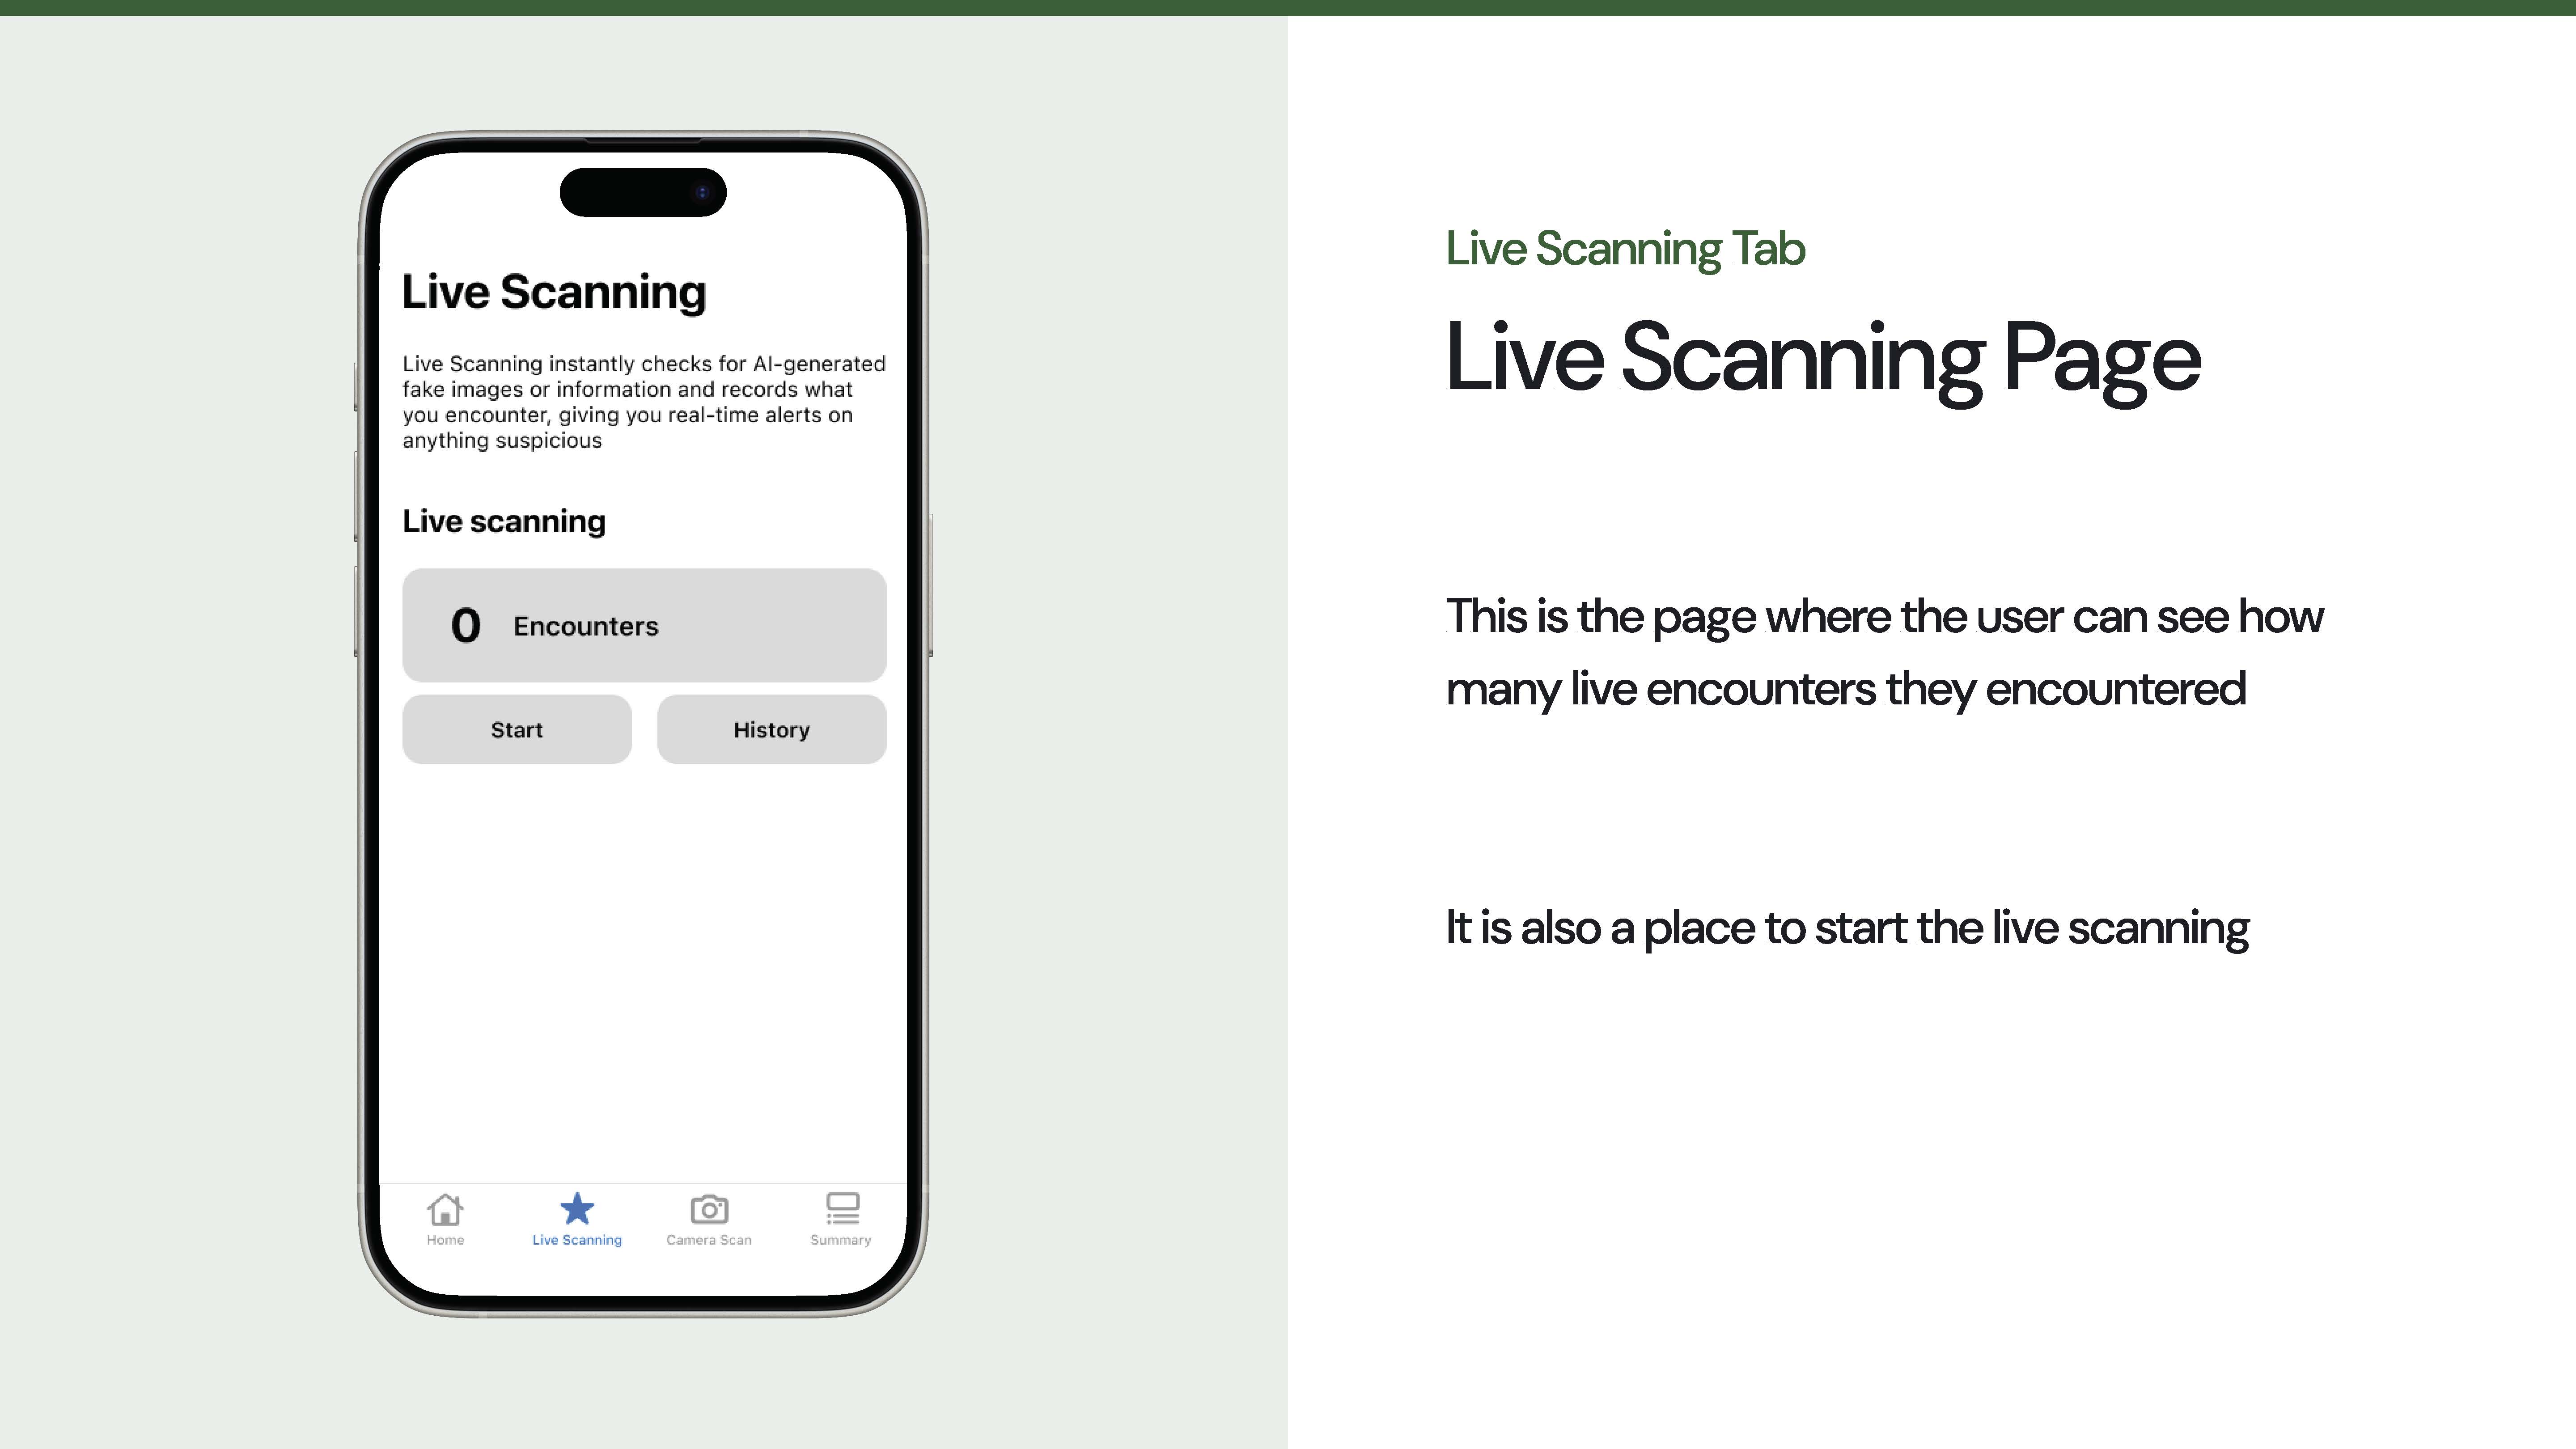 Live Scanning
Live Scanning instantly checks for AI-generated
fake images or information and records what
you encounter, giving you real-time alerts on
anything suspicious
Live scanning
0 Encounters
Start
History
Home
Live Scanning
Camera Scan
Summary
Live Scanning Tab
Live Scanning Page
This is the page where the user can see how
many live encounters they encountered
It is also a place to start the live scanning